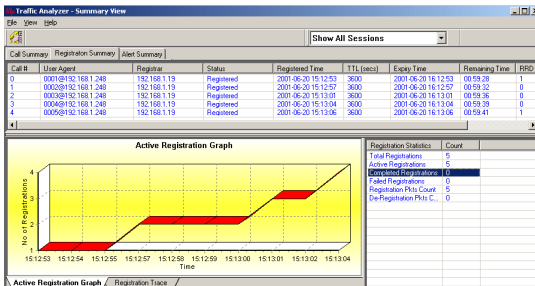 Traffic Analyzer - Summary View
File View Help
Show All Sessions
Call Summary Registraton Summary Alert Summary
Call # User Agent Registrar Status Registered Time TTL (secs) Expiry Time Remaining Time RRD
0 0001@192.168.1.248 192.168.1.19 Registered 2001-06-20 15:12:53 3600 2001-06-20 16:12:53 00:59:28 1
1 0002@192.168.1.248 192.168.1.19 Registered 2001-06-20 15:12:57 3600 2001-06-20 16:12:57 00:59:32 0
2 0003@192.168.1.248 192.168.1.19 Registered 2001-06-20 15:13:01 3600 2001-06-20 16:13:01 00:59:36 0
3 0004@192.168.1.248 192.168.1.19 Registered 2001-06-20 15:13:04 3600 2001-06-20 16:13:04 00:59:39 0
4 0005@192.168.1.248 192.168.1.19 Registered 2001-06-20 15:13:06 3600 2001-06-20 16:13:06 00:59:41 1
Active Registration Graph
No of Registrations
4
3
2
1
15:12:53 15:12:54 15:12:55 15:12:57 15:12:58 15:12:59 15:13:00 15:13:01 15:13:02 15:13:04
Time
Active Registration Graph Registration Trace
Registration Statistics Count
Total Registrations 5
Active Registrations 5
Completed Registrations 0
Failed Registrations 0
Registration Pkts Count 5
De-Registration Pkts C... 0